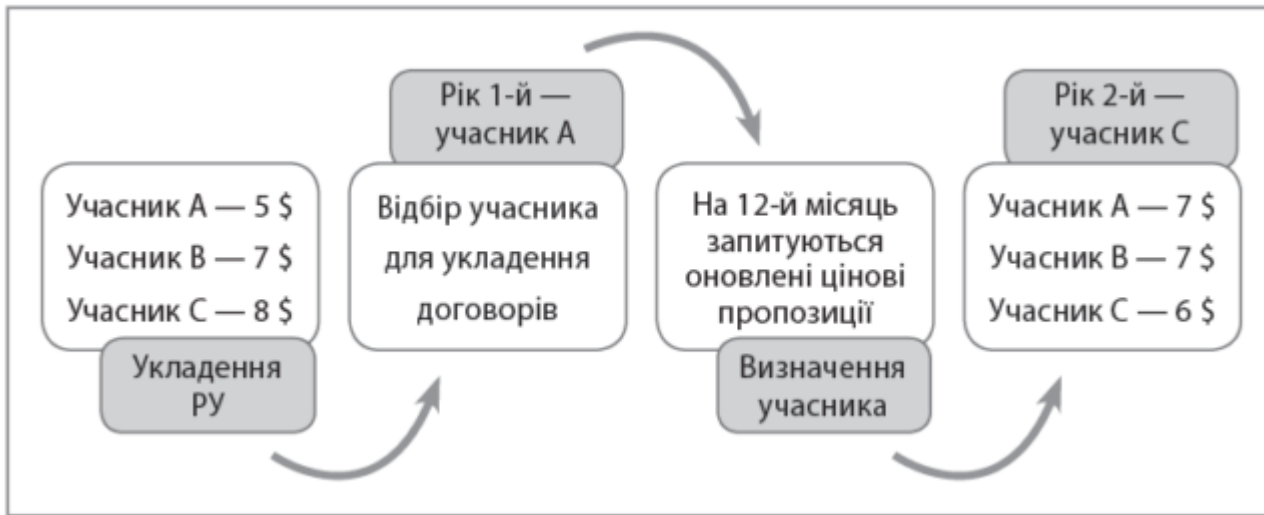 Учасник А — 5 $
Учасник В — 7 $
Учасник С — 8 $
Укладення
РУ
Рік 1-й —
учасник А
Відбір учасника
для укладення
договорів
На 12-й місяць
запитуються
оновлені цінові
пропозиції
Визначення
учасника
Рік 2-й —
учасник С
Учасник А — 7 $
Учасник В — 7 $
Учасник С — 6 $